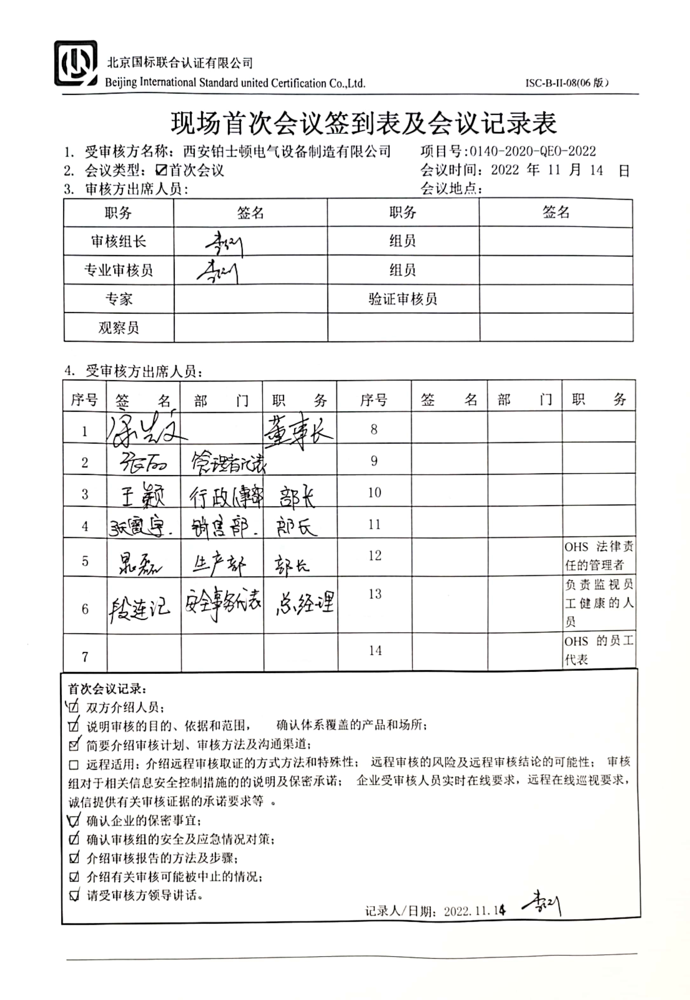 北京国标联合认证有限公司
Beijing International Standard united Certification Co.,Ltd.
ISC-B-II-08(06 版)
现场首次会议签到表及会议记录表
1. 受审核方名称：西安铂士顿电气设备制造有限公司 项目号:0140-2020-QEO-2022
2. 会议类型：☑首次会议 会议时间：2022 年 11 月 14 日
3. 审核方出席人员： 会议地点：
职务 签名 职务 签名
审核组长 组员
专业审核员 组员
专家 验证审核员
观察员
4. 受审核方出席人员：
序号 签 名 部 门 职 务 序号 签 名 部 门 职 务
1 董事长 8
2 张丽 管理者代表 9
3 王颖 行政 部长 10
4 张雷宇. 销售部. 部长 11
5 晁磊 生产部 部长 12 OHS 法律责
任的管理者
6 段连记 安全事务代表 总经理 13 负责监视员
工健康的人
员
7 14 OHS 的员工
代表
首次会议记录：
☑ 双方介绍人员；
☑ 说明审核的目的、依据和范围， 确认体系覆盖的产品和场所；
☑ 简要介绍审核计划、审核方法及沟通渠道；
□ 远程适用：介绍远程审核取证的方式方法和特殊性； 远程审核的风险及远程审核结论的可能性； 审核
组对于相关信息安全控制措施的的说明及保密承诺； 企业受审核人员实时在线要求，远程在线巡视要求，
诚信提供有关审核证据的承诺要求等 。
☑ 确认企业的保密事宜；
☑ 确认审核组的安全及应急情况对策；
☑ 介绍审核报告的方法及步骤；
☑ 介绍有关审核可能被中止的情况；
☑ 请受审核方领导讲话。
记录人/日期：2022.11.14